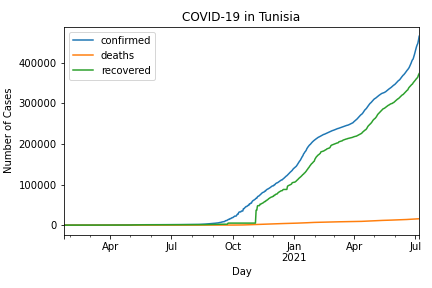 COVID-19 in Tunisia
confirmed
deaths
recovered
Number of Cases
400000
300000
200000
100000
0
Apr Jul Oct Jan Apr Jul
2021
Day